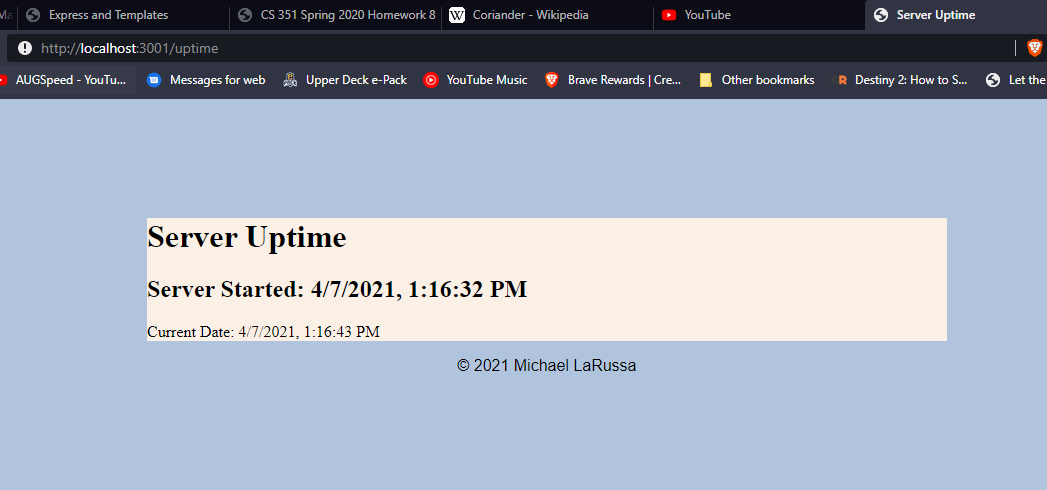 Ma Express and Templates CS 351 Spring 2020 Homework 8 W Coriander - Wikipedia YouTube Server Uptime
http://localhost:3001/uptime
AUGSpeed - YouTu... Messages for web Upper Deck e-Pack YouTube Music Brave Rewards | Cre... Other bookmarks R Destiny 2: How to S... Let the
Server Uptime
Server Started: 4/7/2021, 1:16:32 PM
Current Date: 4/7/2021, 1:16:43 PM
© 2021 Michael LaRussa